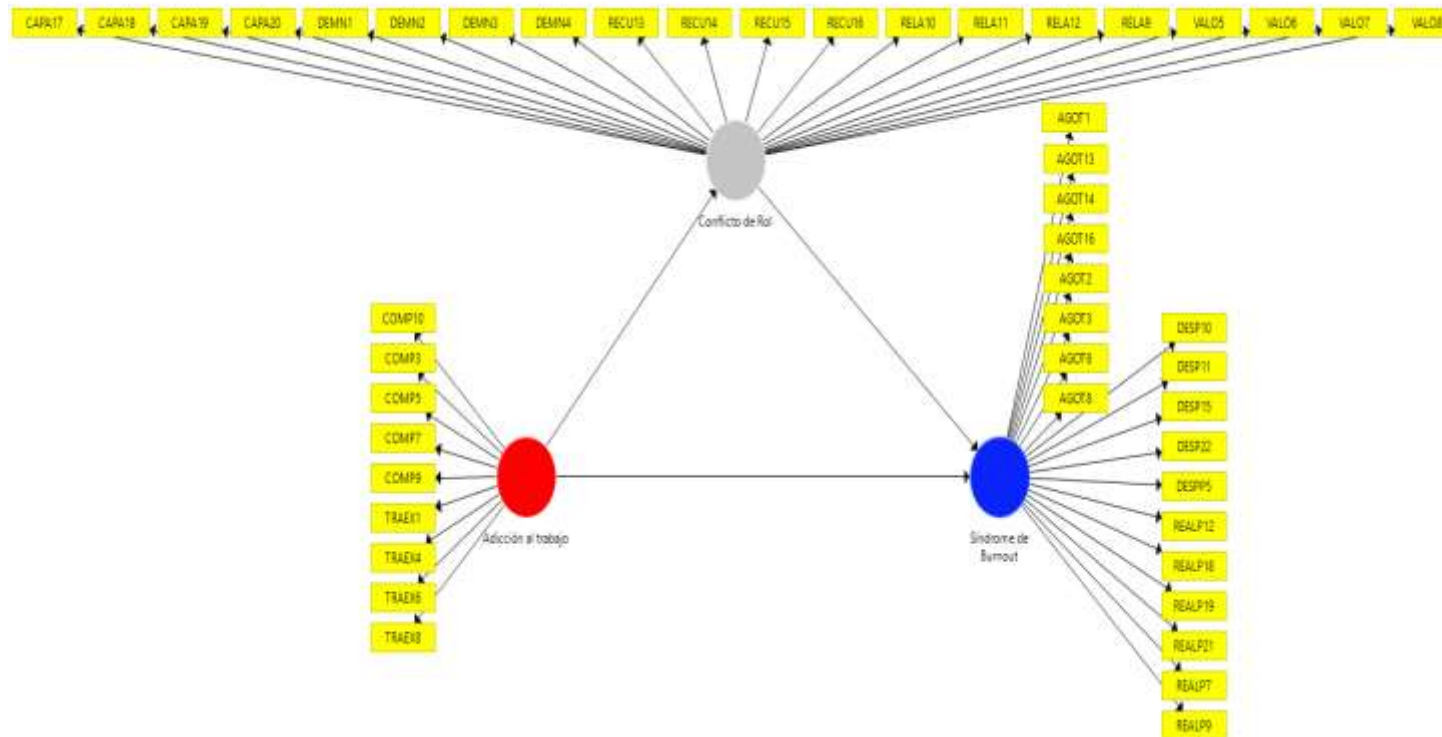 CAPA17 CAPA18 CAPA19 CAPA20 DEMN1 DEMN2 DEMN3 DEMN4 RECU13 RECU14 RECU15 RECU16 RELA10 RELA11 RELA12 RELA9 VALO5 VALO6 VALO7 VALO8
Conflicto de Rol
AGOT1
AGOT13
AGOT14
AGOT16
AGOT2
AGOT3
AGOT6
AGOT8
COMP10
COMP3
COMP5
COMP7
COMP9
TRAEX1
TRAEX4
TRAEX6
TRAEX8
Adicción al trabajo
Síndrome de
Burnout
DESP10
DESP11
DESP15
DESP22
DESPP5
REALP12
REALP18
REALP19
REALP21
REALP7
REALP9